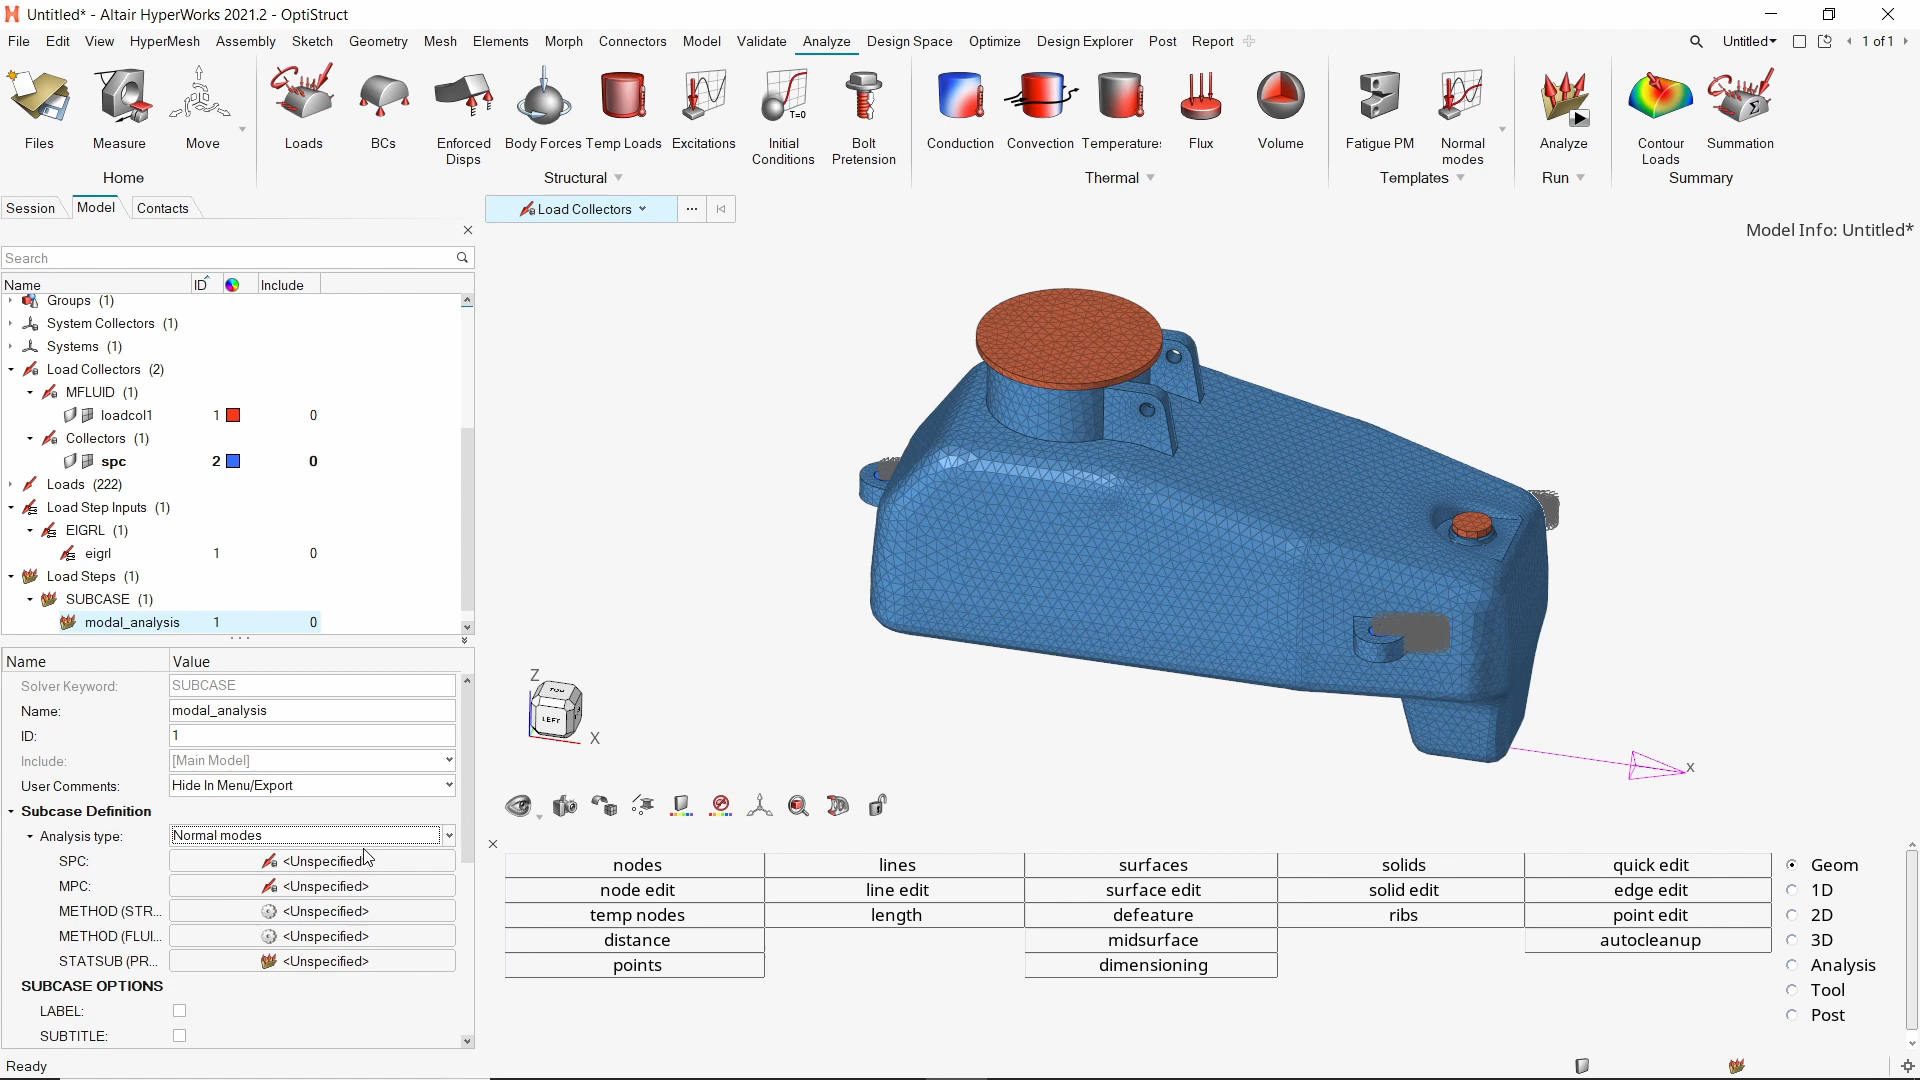 Untitled* - Altair HyperWorks 2021.2 - OptiStruct
File Edit View HyperMesh Assembly Sketch Geometry Mesh Elements Morph Connectors Model Validate Analyze Design Space Optimize Design Explorer Post Report Untitled 1 of 1
T=0
Files Measure Move Loads BCs Enforced Disps Body Forces Temp Loads Excitations Initial Conditions Bolt Pretension Conduction Convection Temperature: Flux Volume Fatigue PM Normal modes Analyze Contour Loads Summation
Home Structural Thermal Templates Run Summary
Session Model Contacts
Load Collectors
Model Info: Untitled*
Search
Name ID Include
Groups (1)
System Collectors (1)
Systems (1)
Load Collectors (2)
MFLUID (1)
loadcol1 1 0
Collectors (1)
spc 2 0
Loads (222)
Load Step Inputs (1)
EIGRL (1)
eigrl 1 0
Load Steps (1)
SUBCASE (1)
modal_analysis 1 0
Name Value
Solver Keyword: SUBCASE
Name: modal_analysis
ID: 1
Include: [Main Model]
User Comments: Hide In Menu/Export
Subcase Definition
Analysis type: Normal modes
SPC: <Unspecified>
MPC: <Unspecified>
METHOD (STR... <Unspecified>
METHOD (FLUI... <Unspecified>
STATSUB (PR... <Unspecified>
SUBCASE OPTIONS
LABEL:
SUBTITLE:
Z
TOP
LEFT
X
X
nodes lines surfaces solids quick edit Geom
node edit line edit surface edit solid edit edge edit 1D
temp nodes length defeature ribs point edit 2D
distance midsurface autocleanup 3D
points dimensioning Analysis
Tool
Post
Ready